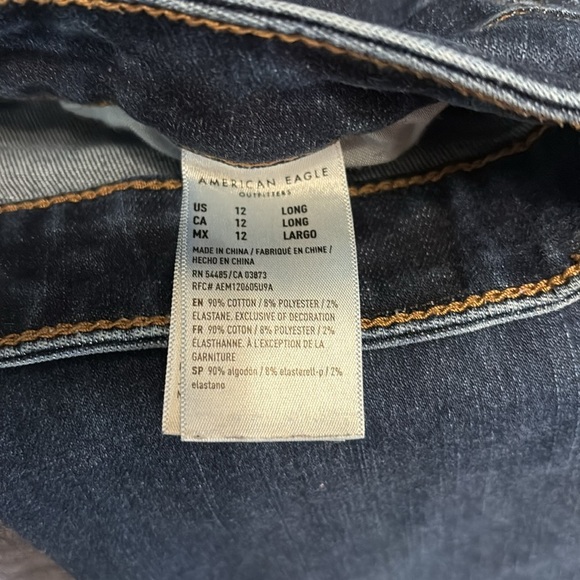 AMERICAN EAGLE
OUTFITTERS
US 12 LONG
CA 12 LONG
MX 12 LARGO
MADE IN CHINA / FABRIQUÉ EN CHINE /
HECHO EN CHINA
RN 54485/CA 03873
RFC# AEM120605U9A
EN 90% COTTON / 8% POLYESTER / 2%
ELASTANE, EXCLUSIVE OF DECORATION
FR 90% COTON / 8% POLYESTER / 2%
ÉLASTHANNE, À L'EXCEPTION DE LA
GARNITURE
SP 90% algodón / 8% elasterell-p / 2%
elastano